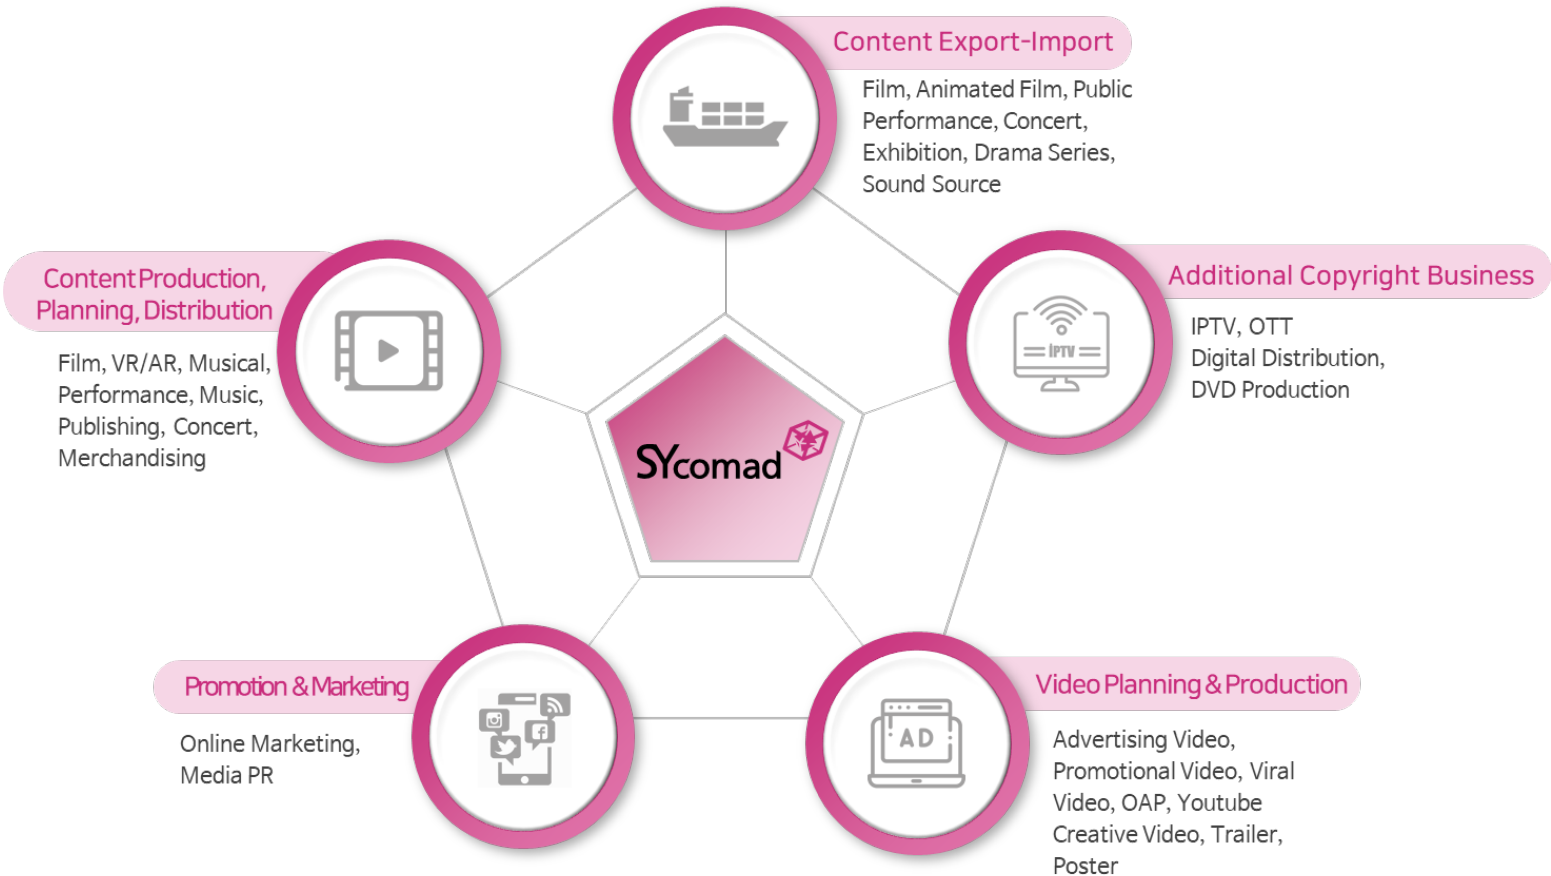 Content Export-Import
Film, Animated Film, Public
Performance, Concert,
Exhibition, Drama Series,
Sound Source
Content Production,
Planning, Distribution
Film, VR/AR, Musical,
Performance, Music,
Publishing, Concert,
Merchandising
Additional Copyright Business
IPTV
IPTV, OTT
Digital Distribution,
DVD Production
SYcomad
Promotion & Marketing
Online Marketing,
Media PR
Video Planning & Production
AD
Advertising Video,
Promotional Video, Viral
Video, OAP, Youtube
Creative Video, Trailer,
Poster